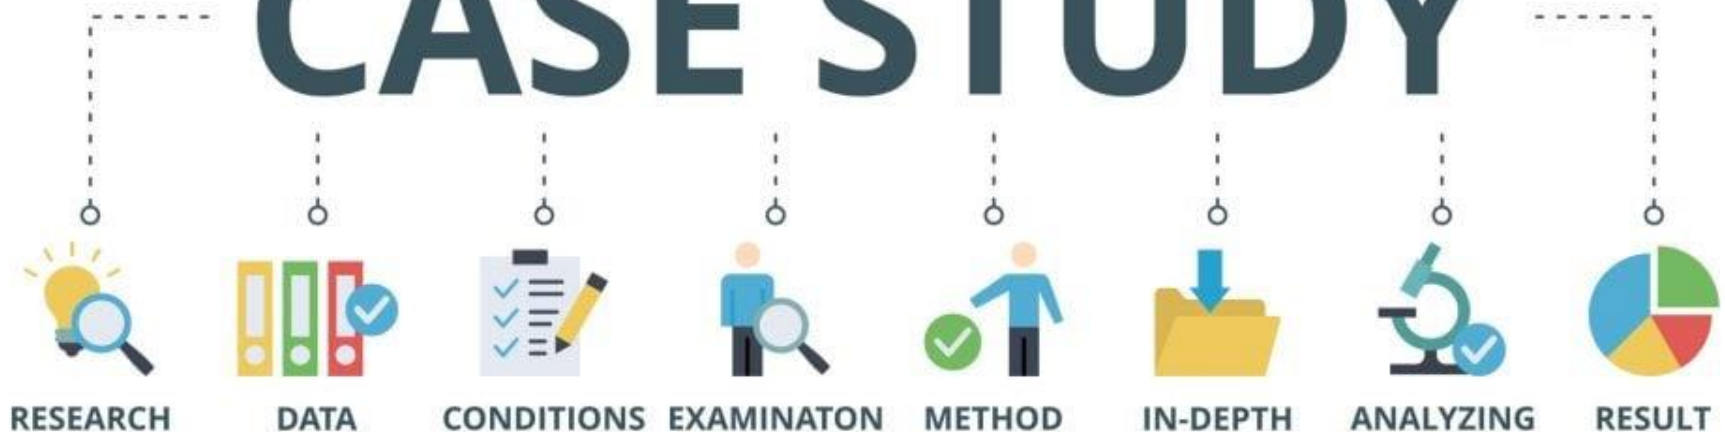 CASE STUDY
RESEARCH DATA CONDITIONS EXAMINATON METHOD IN-DEPTH ANALYZING RESULT